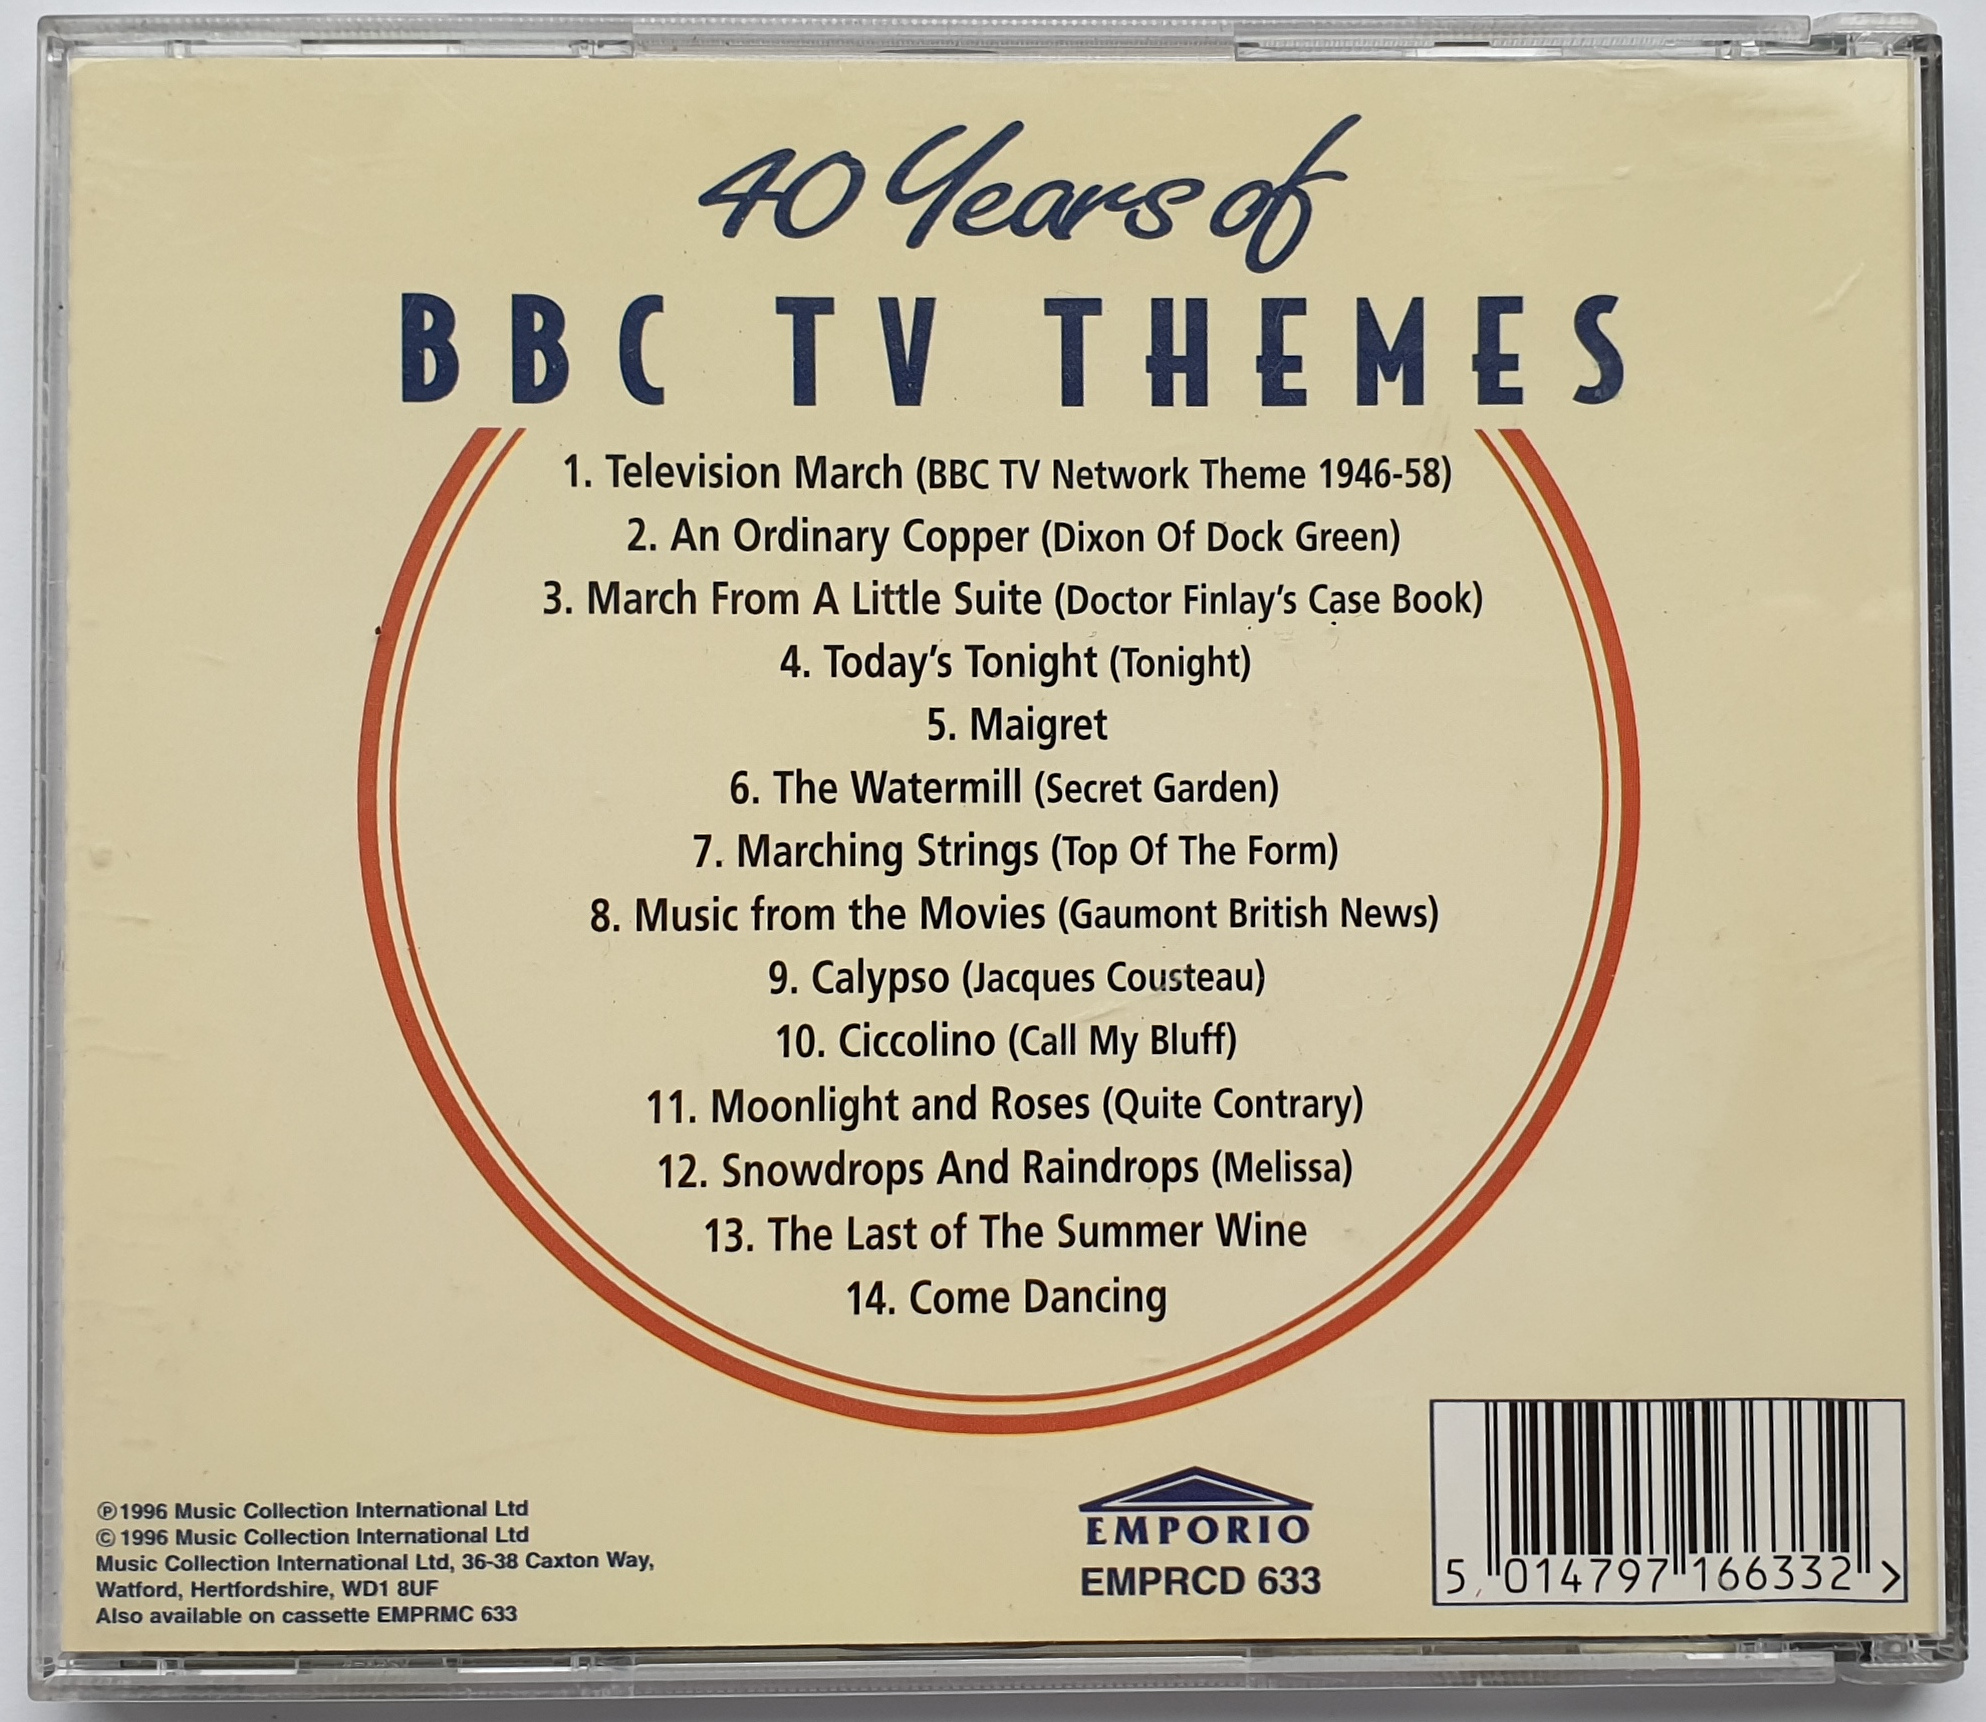 40 Years of
BBC TV THEMES
1. Television March (BBC TV Network Theme 1946-58)
2. An Ordinary Copper (Dixon Of Dock Green)
3. March From A Little Suite (Doctor Finlay's Case Book)
4. Today's Tonight (Tonight)
5. Maigret
6. The Watermill (Secret Garden)
7. Marching Strings (Top Of The Form)
8. Music from the Movies (Gaumont British News)
9. Calypso (Jacques Cousteau)
10. Ciccolino (Call My Bluff)
11. Moonlight and Roses (Quite Contrary)
12. Snowdrops And Raindrops (Melissa)
13. The Last of The Summer Wine
14. Come Dancing
℗1996 Music Collection International Ltd
©1996 Music Collection International Ltd
Music Collection International Ltd, 36-38 Caxton Way,
Watford, Hertfordshire, WD1 8UF
Also available on cassette EMPRMC 633
EMPORIO
EMPRCD 633
5 014797 166332 >